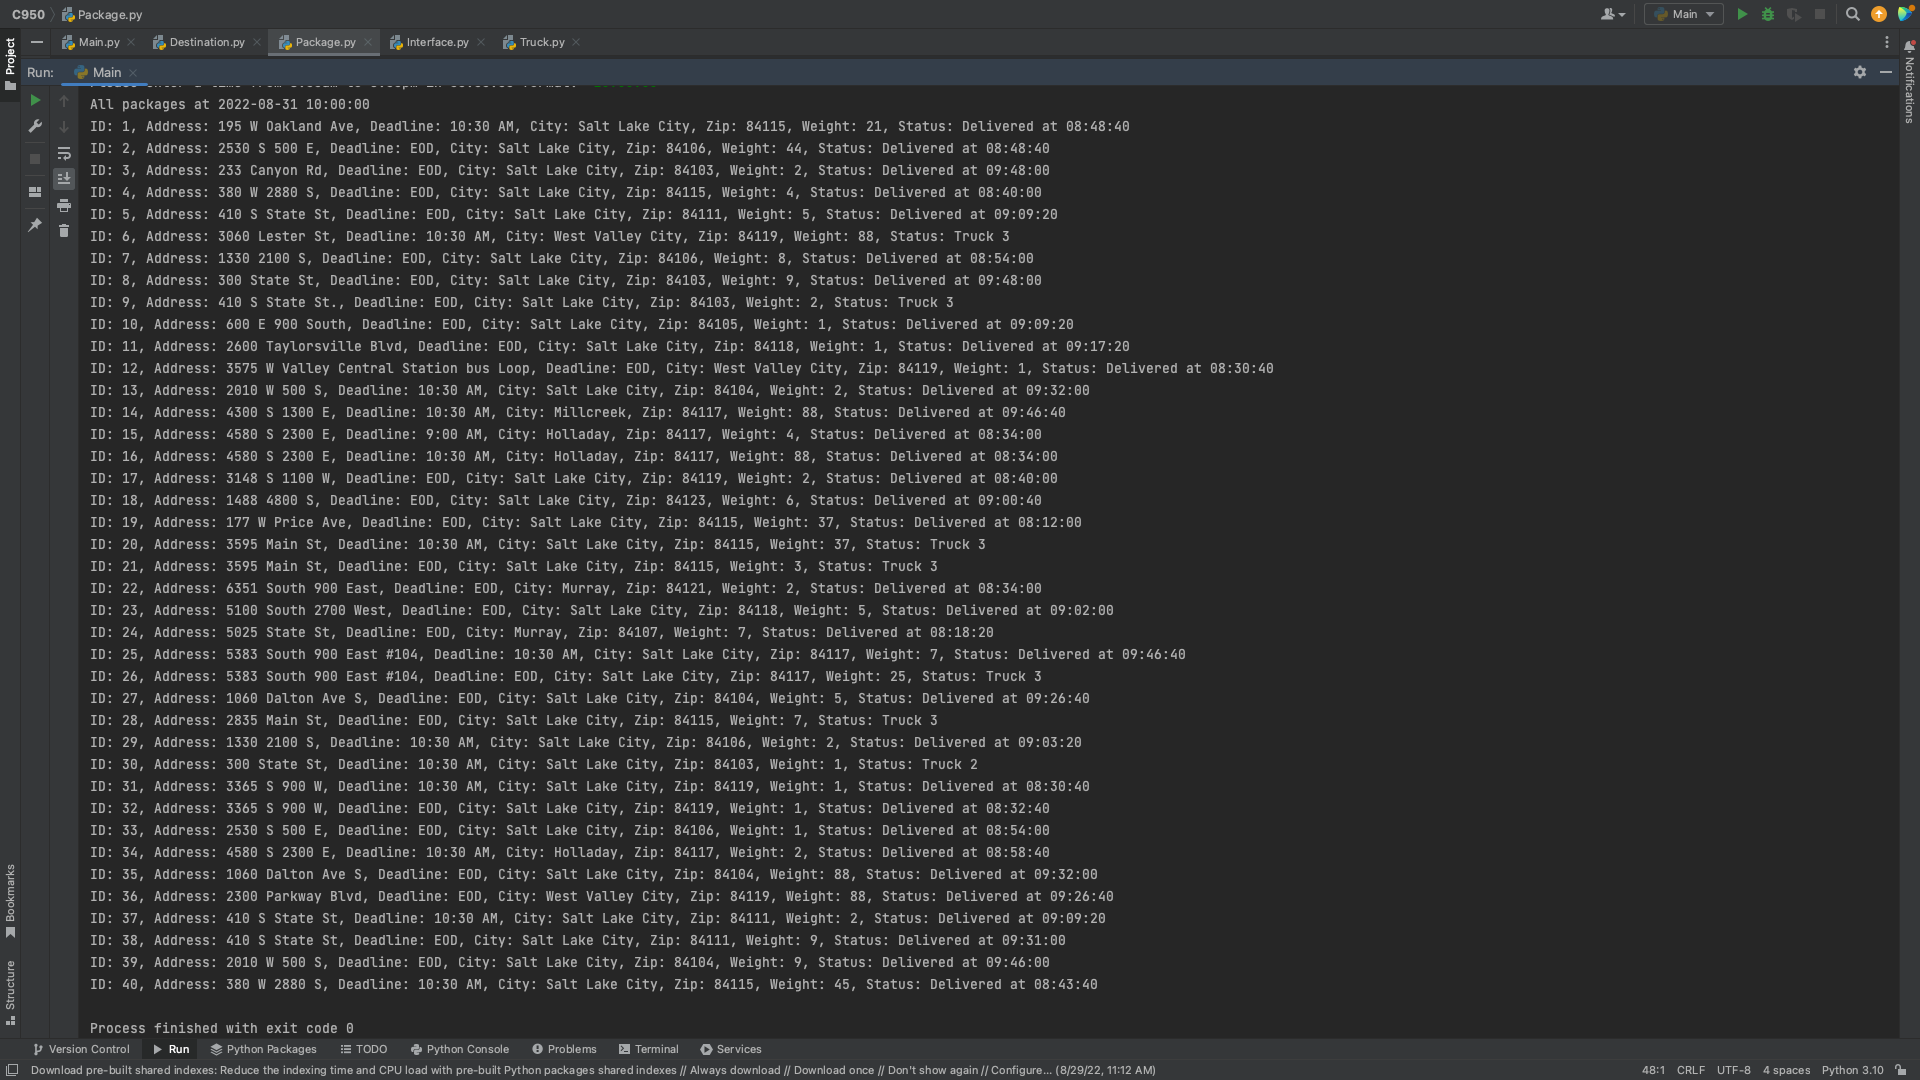 C950 Package.py Main
Project Main.py Package.py Destination.py Interface.py Truck.py
Run: Main
Notifications
All packages at 2022-08-31 10:00:00
ID: 1, Address: 195 W Oakland Ave, Deadline: 10:30 AM, City: Salt Lake City, Zip: 84115, Weight: 21, Status: Delivered at 08:48:40
ID: 2, Address: 2530 S 500 E, Deadline: EOD, City: Salt Lake City, Zip: 84106, Weight: 44, Status: Delivered at 08:48:40
ID: 3, Address: 233 Canyon Rd, Deadline: EOD, City: Salt Lake City, Zip: 84103, Weight: 2, Status: Delivered at 09:48:00
ID: 4, Address: 380 W 2880 S, Deadline: EOD, City: Salt Lake City, Zip: 84115, Weight: 4, Status: Delivered at 08:40:00
ID: 5, Address: 410 S State St, Deadline: EOD, City: Salt Lake City, Zip: 84111, Weight: 5, Status: Delivered at 09:09:20
ID: 6, Address: 3060 Lester St, Deadline: 10:30 AM, City: West Valley City, Zip: 84119, Weight: 88, Status: Truck 3
ID: 7, Address: 1330 2100 S, Deadline: EOD, City: Salt Lake City, Zip: 84106, Weight: 8, Status: Delivered at 08:54:00
ID: 8, Address: 300 State St, Deadline: EOD, City: Salt Lake City, Zip: 84103, Weight: 9, Status: Delivered at 09:48:00
ID: 9, Address: 410 S State St., Deadline: EOD, City: Salt Lake City, Zip: 84103, Weight: 2, Status: Truck 3
ID: 10, Address: 600 E 900 South, Deadline: EOD, City: Salt Lake City, Zip: 84105, Weight: 1, Status: Delivered at 09:09:20
ID: 11, Address: 2600 Taylorsville Blvd, Deadline: EOD, City: Salt Lake City, Zip: 84118, Weight: 1, Status: Delivered at 09:17:20
ID: 12, Address: 3575 W Valley Central Station bus Loop, Deadline: EOD, City: West Valley City, Zip: 84119, Weight: 1, Status: Delivered at 08:30:40
ID: 13, Address: 2010 W 500 S, Deadline: 10:30 AM, City: Salt Lake City, Zip: 84104, Weight: 2, Status: Delivered at 09:32:00
ID: 14, Address: 4300 S 1300 E, Deadline: 10:30 AM, City: Millcreek, Zip: 84117, Weight: 88, Status: Delivered at 09:46:40
ID: 15, Address: 4580 S 2300 E, Deadline: 9:00 AM, City: Holladay, Zip: 84117, Weight: 4, Status: Delivered at 08:34:00
ID: 16, Address: 4580 S 2300 E, Deadline: 10:30 AM, City: Holladay, Zip: 84117, Weight: 88, Status: Delivered at 08:34:00
ID: 17, Address: 3148 S 1100 W, Deadline: EOD, City: Salt Lake City, Zip: 84119, Weight: 2, Status: Delivered at 08:40:00
ID: 18, Address: 1488 4800 S, Deadline: EOD, City: Salt Lake City, Zip: 84123, Weight: 6, Status: Delivered at 09:00:40
ID: 19, Address: 177 W Price Ave, Deadline: EOD, City: Salt Lake City, Zip: 84115, Weight: 37, Status: Delivered at 08:12:00
ID: 20, Address: 3595 Main St, Deadline: 10:30 AM, City: Salt Lake City, Zip: 84115, Weight: 37, Status: Truck 3
ID: 21, Address: 3595 Main St, Deadline: EOD, City: Salt Lake City, Zip: 84115, Weight: 3, Status: Truck 3
ID: 22, Address: 6351 South 900 East, Deadline: EOD, City: Murray, Zip: 84121, Weight: 2, Status: Delivered at 08:34:00
ID: 23, Address: 5100 South 2700 West, Deadline: EOD, City: Salt Lake City, Zip: 84118, Weight: 5, Status: Delivered at 09:02:00
ID: 24, Address: 5025 State St, Deadline: EOD, City: Murray, Zip: 84107, Weight: 7, Status: Delivered at 08:18:20
ID: 25, Address: 5383 South 900 East #104, Deadline: 10:30 AM, City: Salt Lake City, Zip: 84117, Weight: 7, Status: Delivered at 09:46:40
ID: 26, Address: 5383 South 900 East #104, Deadline: EOD, City: Salt Lake City, Zip: 84117, Weight: 25, Status: Truck 3
ID: 27, Address: 1060 Dalton Ave S, Deadline: EOD, City: Salt Lake City, Zip: 84104, Weight: 5, Status: Delivered at 09:26:40
ID: 28, Address: 2835 Main St, Deadline: EOD, City: Salt Lake City, Zip: 84115, Weight: 7, Status: Truck 3
ID: 29, Address: 1330 2100 S, Deadline: 10:30 AM, City: Salt Lake City, Zip: 84106, Weight: 2, Status: Delivered at 09:03:20
ID: 30, Address: 300 State St, Deadline: 10:30 AM, City: Salt Lake City, Zip: 84103, Weight: 1, Status: Truck 2
ID: 31, Address: 3365 S 900 W, Deadline: 10:30 AM, City: Salt Lake City, Zip: 84119, Weight: 1, Status: Delivered at 08:30:40
ID: 32, Address: 3365 S 900 W, Deadline: EOD, City: Salt Lake City, Zip: 84119, Weight: 1, Status: Delivered at 08:32:40
ID: 33, Address: 2530 S 500 E, Deadline: EOD, City: Salt Lake City, Zip: 84106, Weight: 1, Status: Delivered at 08:54:00
ID: 34, Address: 4580 S 2300 E, Deadline: 10:30 AM, City: Holladay, Zip: 84117, Weight: 2, Status: Delivered at 08:58:40
ID: 35, Address: 1060 Dalton Ave S, Deadline: EOD, City: Salt Lake City, Zip: 84104, Weight: 88, Status: Delivered at 09:32:00
ID: 36, Address: 2300 Parkway Blvd, Deadline: EOD, City: West Valley City, Zip: 84119, Weight: 88, Status: Delivered at 09:26:40
ID: 37, Address: 410 S State St, Deadline: 10:30 AM, City: Salt Lake City, Zip: 84111, Weight: 2, Status: Delivered at 09:09:20
ID: 38, Address: 410 S State St, Deadline: EOD, City: Salt Lake City, Zip: 84111, Weight: 9, Status: Delivered at 09:31:00
ID: 39, Address: 2010 W 500 S, Deadline: EOD, City: Salt Lake City, Zip: 84104, Weight: 9, Status: Delivered at 09:46:00
ID: 40, Address: 380 W 2880 S, Deadline: 10:30 AM, City: Salt Lake City, Zip: 84115, Weight: 45, Status: Delivered at 08:43:40
Process finished with exit code 0
Bookmarks
Structure
Version Control Run Python Packages TODO Python Console Problems Terminal Services
Download pre-built shared indexes: Reduce the indexing time and CPU load with pre-built Python packages shared indexes // Always download // Download once // Don't show again // Configure... (8/29/22, 11:12 AM) 48:1 CRLF UTF-8 4 spaces Python 3.10